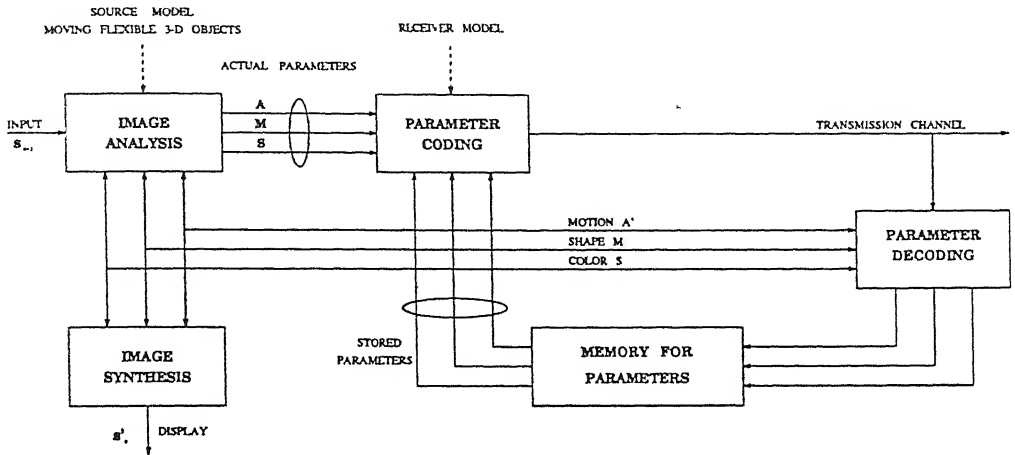 SOURCE MODEL
MOVING FLEXIBLE 3-D OBJECTS
RECEIVER MODEL
ACTUAL PARAMETERS
INPUT
IMAGE
ANALYSIS
A
M
S
PARAMETER
CODING
TRANSMISSION CHANNEL
MOTION A'
SHAPE M
COLOR S
PARAMETER
DECODING
IMAGE
SYNTHESIS
STORED
PARAMETERS
MEMORY FOR
PARAMETERS
DISPLAY